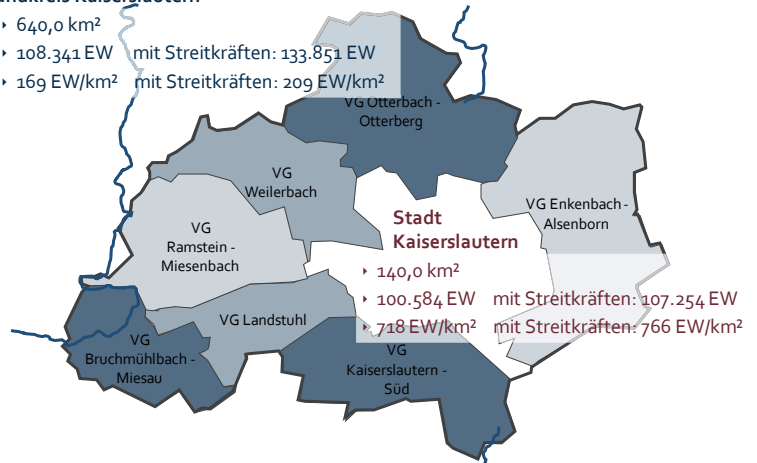 Landkreis Kaiserslautern
‣ 640,0 km²
‣ 108.341 EW mit Streitkräften: 133.851 EW
‣ 169 EW/km² mit Streitkräften: 209 EW/km²
VG Otterbach -
Otterberg
VG
Weilerbach
VG Enkenbach -
Alsenborn
VG
Ramstein -
Miesenbach
Stadt
Kaiserslautern
‣ 140,0 km²
‣ 100.584 EW mit Streitkräften: 107.254 EW
‣ 718 EW/km² mit Streitkräften: 766 EW/km²
VG Landstuhl
VG
Bruchmühlbach -
Miesau
VG
Kaiserslautern -
Süd